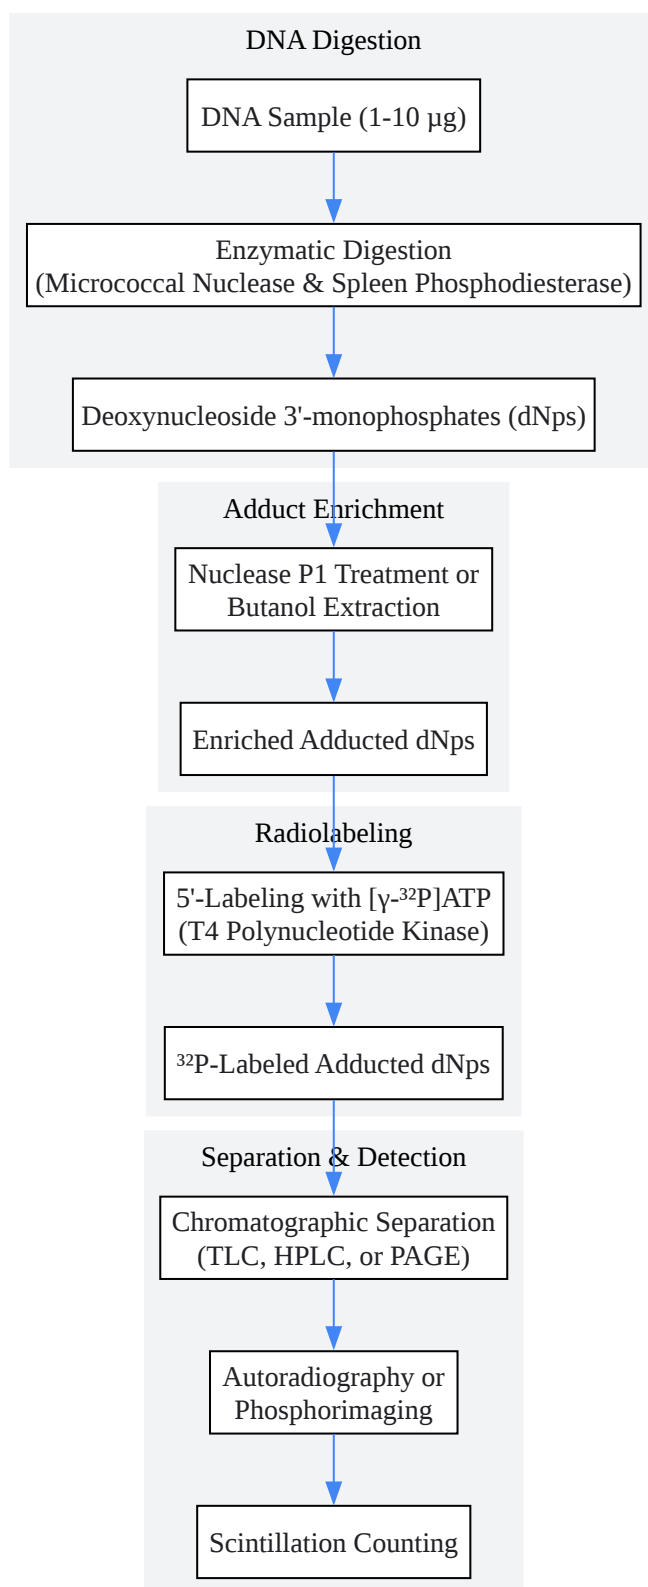 DNA Digestion
DNA Sample (1-10 µg)
Enzymatic Digestion
(Micrococcal Nuclease & Spleen Phosphodiesterase)
Deoxynucleoside 3'-monophosphates (dNps)
Adduct Enrichment
Nuclease P1 Treatment or
Butanol Extraction
Enriched Adducted dNps
Radiolabeling
5'-Labeling with [γ-³²P]ATP
(T4 Polynucleotide Kinase)
³²P-Labeled Adducted dNps
Separation & Detection
Chromatographic Separation
(TLC, HPLC, or PAGE)
Autoradiography or
Phosphorimaging
Scintillation Counting